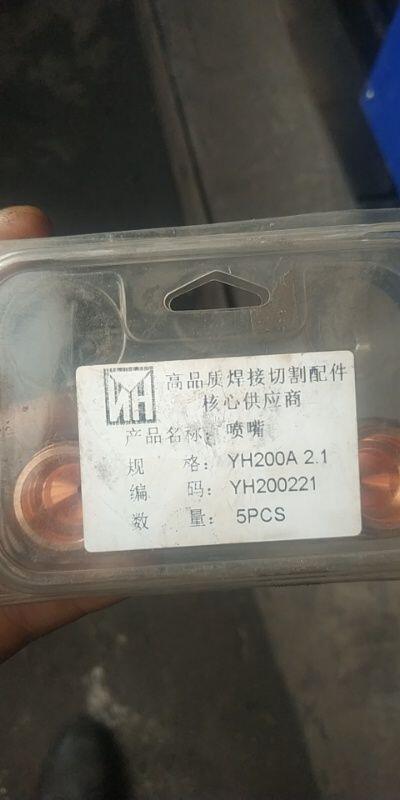 YH
高品质焊接切割配件
核心供应商
产品名称：喷嘴
规 格：YH200A 2.1
编 码：YH200221
数 量：5PCS